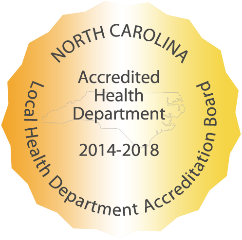 NORTH CAROLINA
Accredited
Health
Department
2014-2018
Local Health Department Accreditation Board